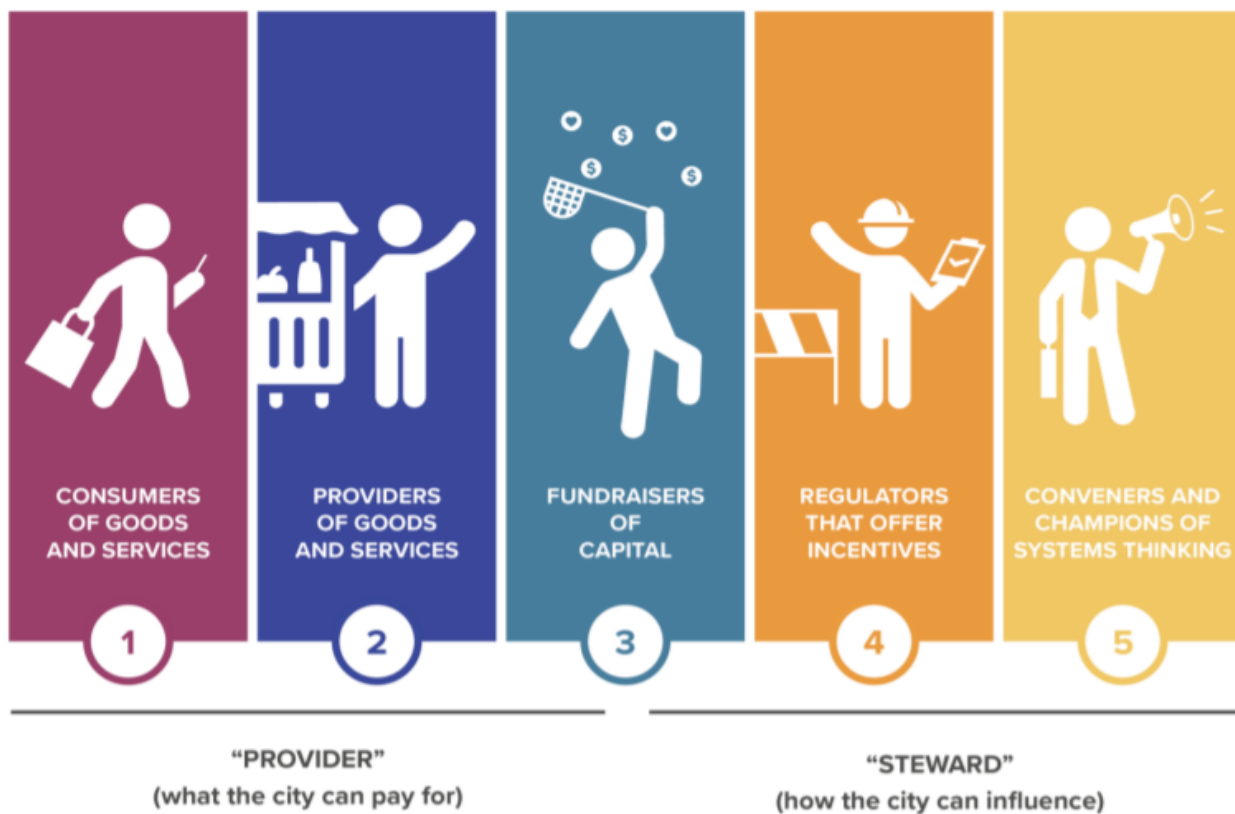 CONSUMERS
OF GOODS
AND SERVICES
PROVIDERS
OF GOODS
AND SERVICES
FUNDRAISERS
OF
CAPITAL
REGULATORS
THAT OFFER
INCENTIVES
CONVENERS AND
CHAMPIONS OF
SYSTEMS THINKING
1
2
3
4
5
“PROVIDER”
(what the city can pay for)
“STEWARD”
(how the city can influence)